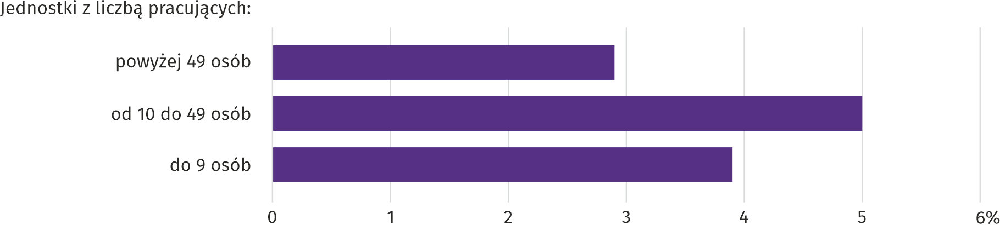 Jednostki z liczbą pracujących:
powyżej 49 osób
od 10 do 49 osób
do 9 osób
0 1 2 3 4 5 6%